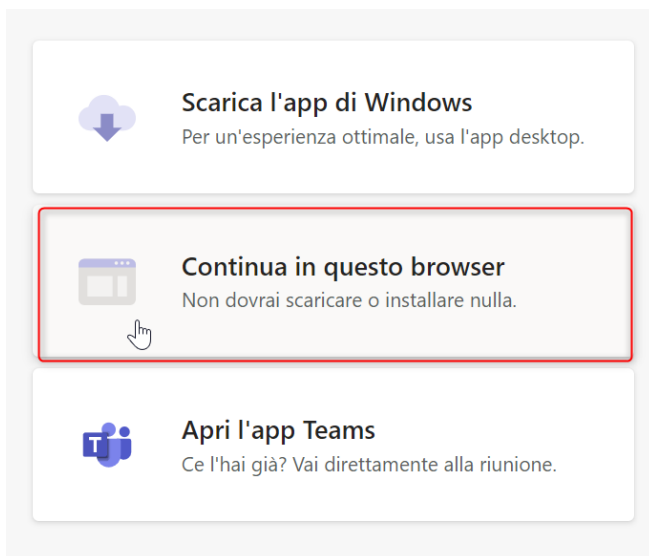 Scarica l'app di Windows
Per un'esperienza ottimale, usa l'app desktop.
Continua in questo browser
Non dovrai scaricare o installare nulla.
T
Apri l'app Teams
Ce l'hai già? Vai direttamente alla riunione.